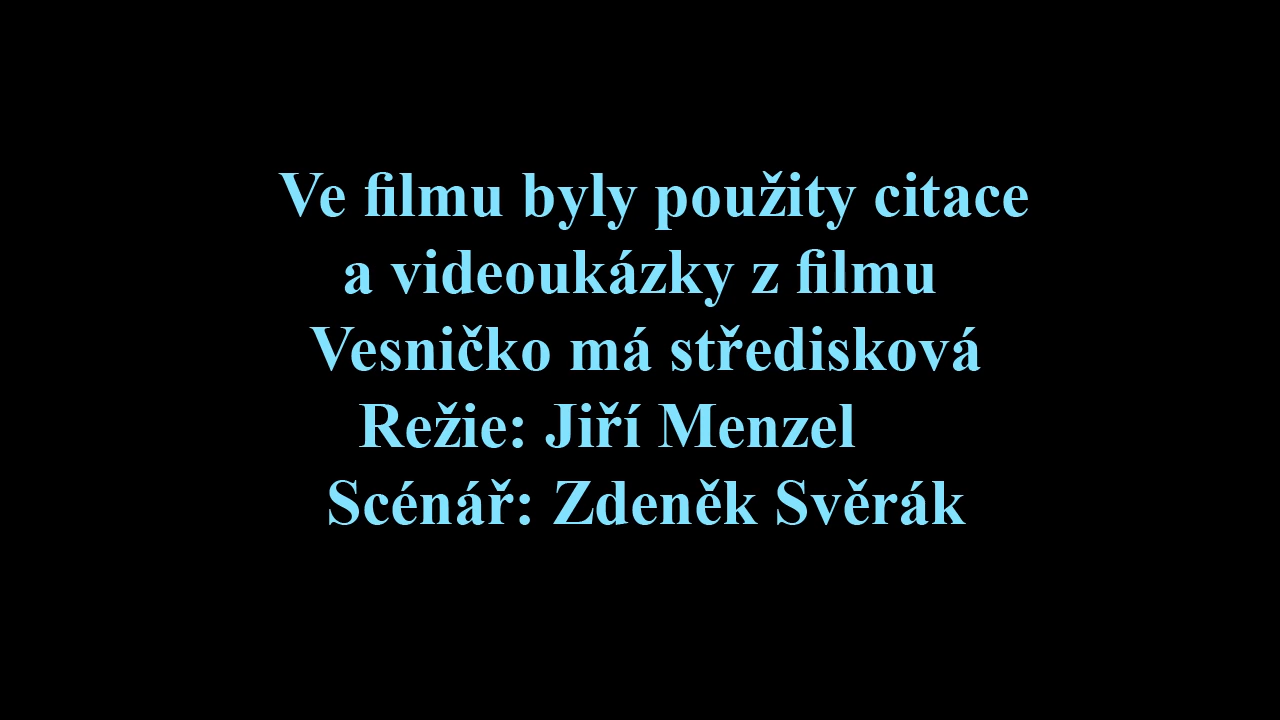 Ve filmu byly použity citace
a videoukázky z filmu
Vesničko má středisková
Režie: Jiří Menzel
Scénář: Zdeněk Svěrák